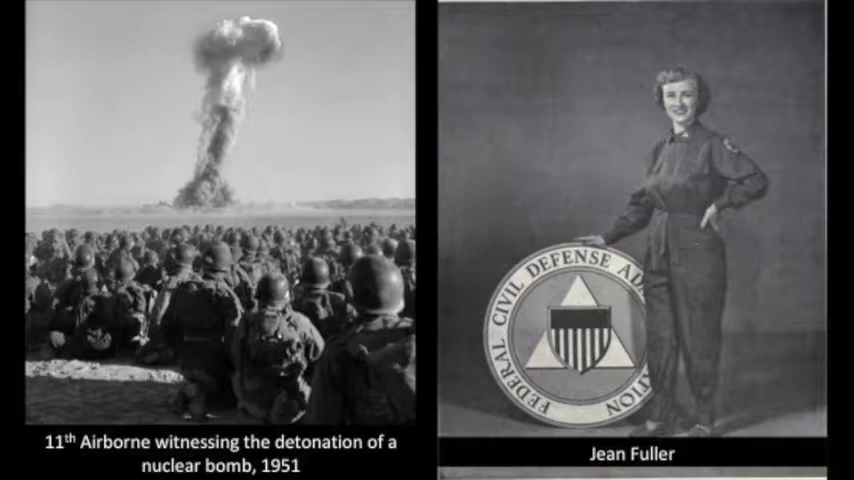 FEDERAL CIVIL DEFENSE AD
ATION
11th Airborne witnessing the detonation of a
nuclear bomb, 1951
Jean Fuller